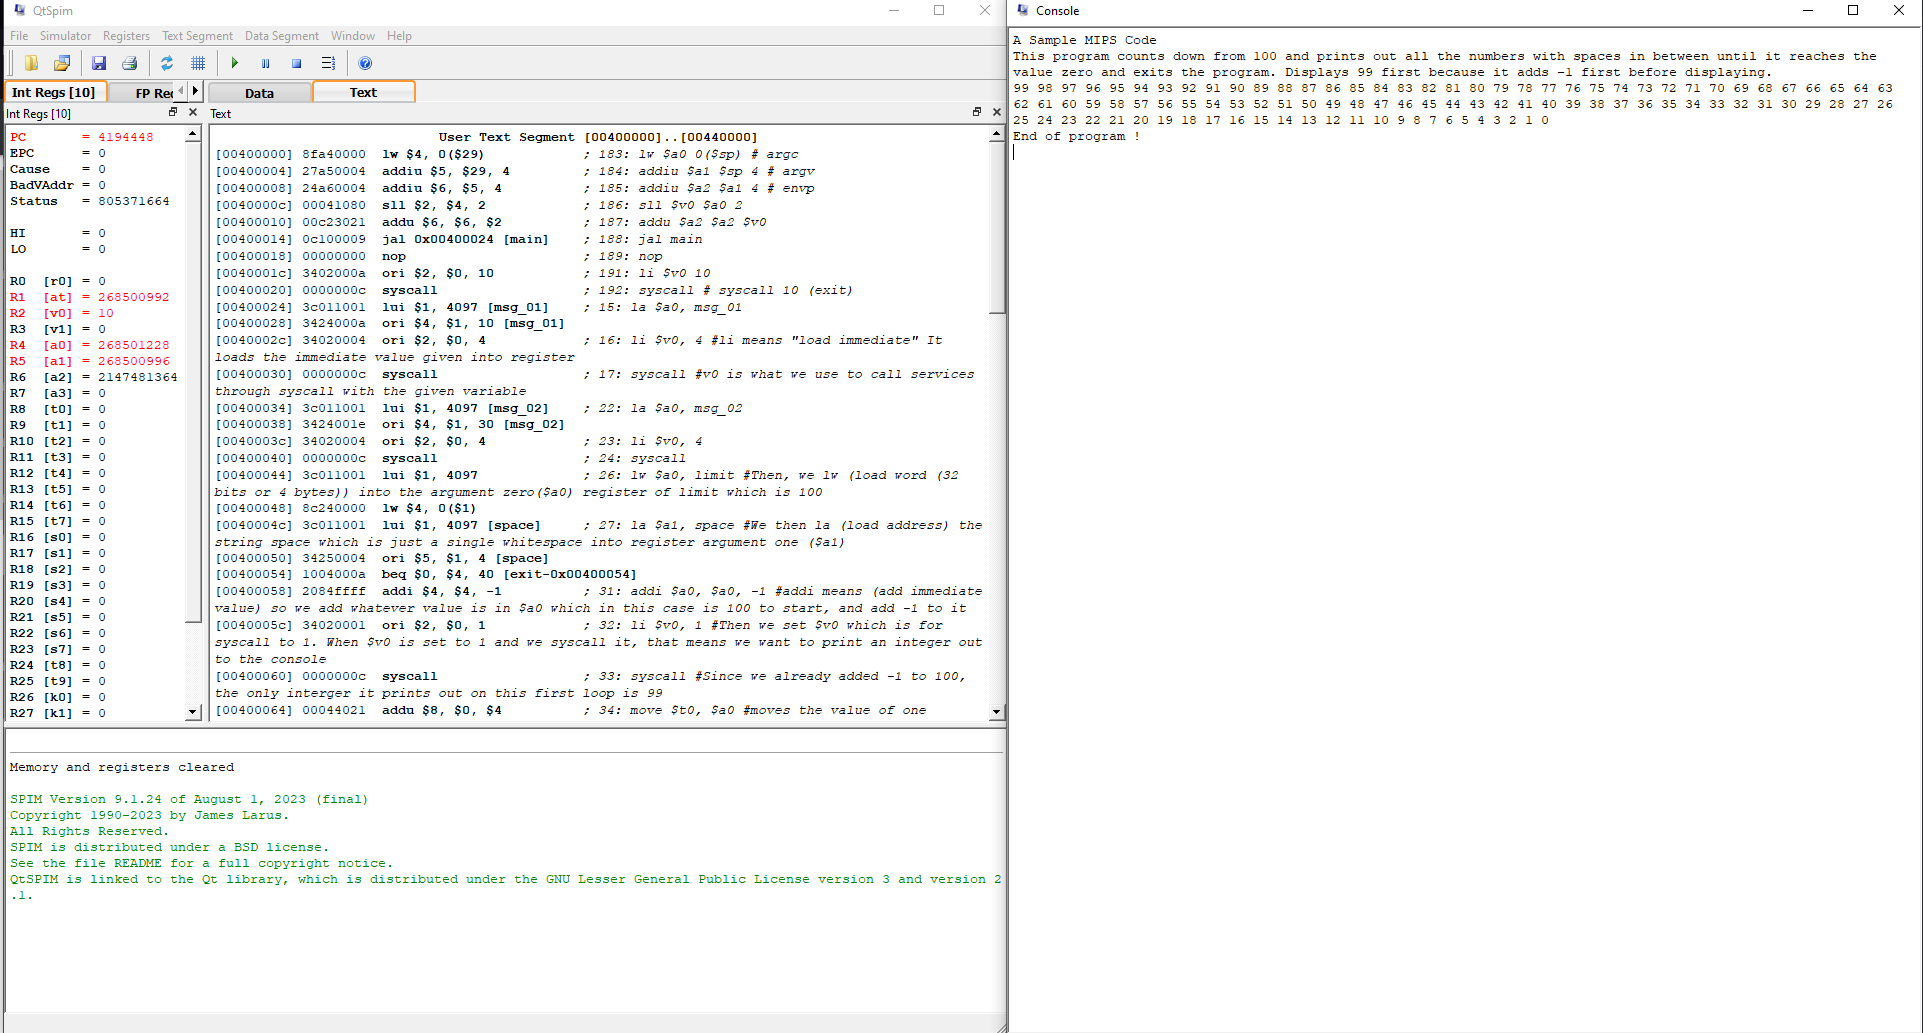 QtSpim
File Simulator Registers Text Segment Data Segment Window Help
Int Regs [10] FP Reg
Data Text
Int Regs [10]
PC = 4194448
EPC = 0
Cause = 0
BadVAddr = 0
Status = 805371664
HI = 0
LO = 0
R0 [r0] = 0
R1 [at] = 268500992
R2 [v0] = 10
R3 [v1] = 0
R4 [a0] = 268501228
R5 [a1] = 268500996
R6 [a2] = 2147481364
R7 [a3] = 0
R8 [t0] = 0
R9 [t1] = 0
R10 [t2] = 0
R11 [t3] = 0
R12 [t4] = 0
R13 [t5] = 0
R14 [t6] = 0
R15 [t7] = 0
R16 [s0] = 0
R17 [s1] = 0
R18 [s2] = 0
R19 [s3] = 0
R20 [s4] = 0
R21 [s5] = 0
R22 [s6] = 0
R23 [s7] = 0
R24 [t8] = 0
R25 [t9] = 0
R26 [k0] = 0
R27 [k1] = 0
Text
User Text Segment [00400000]..[00440000]
[00400000] 8fa40000 lw $4, 0($29) ; 183: lw $a0 0($sp) # argc
[00400004] 27a50004 addiu $5, $29, 4 ; 184: addiu $a1 $sp 4 # argv
[00400008] 24a60004 addiu $6, $5, 4 ; 185: addiu $a2 $a1 4 # envp
[0040000c] 00041080 sll $2, $4, 2 ; 186: sll $v0 $a0 2
[00400010] 00c23021 addu $6, $6, $2 ; 187: addu $a2 $a2 $v0
[00400014] 0c100009 jal 0x00400024 [main] ; 188: jal main
[00400018] 00000000 nop ; 189: nop
[0040001c] 3402000a ori $2, $0, 10 ; 191: li $v0 10
[00400020] 0000000c syscall ; 192: syscall # syscall 10 (exit)
[00400024] 3c011001 lui $1, 4097 [msg_01] ; 15: la $a0, msg_01
[00400028] 3424000a ori $4, $1, 10 [msg_01]
[0040002c] 34020004 ori $2, $0, 4 ; 16: li $v0, 4 #li means "load immediate" It
loads the immediate value given into register
[00400030] 0000000c syscall ; 17: syscall #v0 is what we use to call services
through syscall with the given variable
[00400034] 3c011001 lui $1, 4097 [msg_02] ; 22: la $a0, msg_02
[00400038] 3424001e ori $4, $1, 30 [msg_02]
[0040003c] 34020004 ori $2, $0, 4 ; 23: li $v0, 4
[00400040] 0000000c syscall ; 24: syscall
[00400044] 3c011001 lui $1, 4097 ; 26: lw $a0, limit #Then, we lw (load word (32
bits or 4 bytes)) into the argument zero($a0) register of limit which is 100
[00400048] 8c240000 lw $4, 0($1)
[0040004c] 3c011001 lui $1, 4097 [space] ; 27: la $a1, space #We then la (load address) the
string space which is just a single whitespace into register argument one ($a1)
[00400050] 34250004 ori $5, $1, 4 [space]
[00400054] 1004000a beq $0, $4, 40 [exit-0x00400054]
[00400058] 2084ffff addi $4, $4, -1 ; 31: addi $a0, $a0, -1 #addi means (add immediate
value) so we add whatever value is in $a0 which in this case is 100 to start, and add -1 to it
[0040005c] 34020001 ori $2, $0, 1 ; 32: li $v0, 1 #Then we set $v0 which is for
syscall to 1. When $v0 is set to 1 and we syscall it, that means we want to print an integer out
to the console
[00400060] 0000000c syscall ; 33: syscall #Since we already added -1 to 100,
the only interger it prints out on this first loop is 99
[00400064] 00044021 addu $8, $0, $4 ; 34: move $t0, $a0 #moves the value of one
Memory and registers cleared
SPIM Version 9.1.24 of August 1, 2023 (final)
Copyright 1990-2023 by James Larus.
All Rights Reserved.
SPIM is distributed under a BSD license.
See the file README for a full copyright notice.
QtSPIM is linked to the Qt library, which is distributed under the GNU Lesser General Public License version 3 and version 2
.1.
Console
A Sample MIPS Code
This program counts down from 100 and prints out all the numbers with spaces in between until it reaches the
value zero and exits the program. Displays 99 first because it adds -1 first before displaying.
99 98 97 96 95 94 93 92 91 90 89 88 87 86 85 84 83 82 81 80 79 78 77 76 75 74 73 72 71 70 69 68 67 66 65 64 63
62 61 60 59 58 57 56 55 54 53 52 51 50 49 48 47 46 45 44 43 42 41 40 39 38 37 36 35 34 33 32 31 30 29 28 27 26
25 24 23 22 21 20 19 18 17 16 15 14 13 12 11 10 9 8 7 6 5 4 3 2 1 0
End of program !